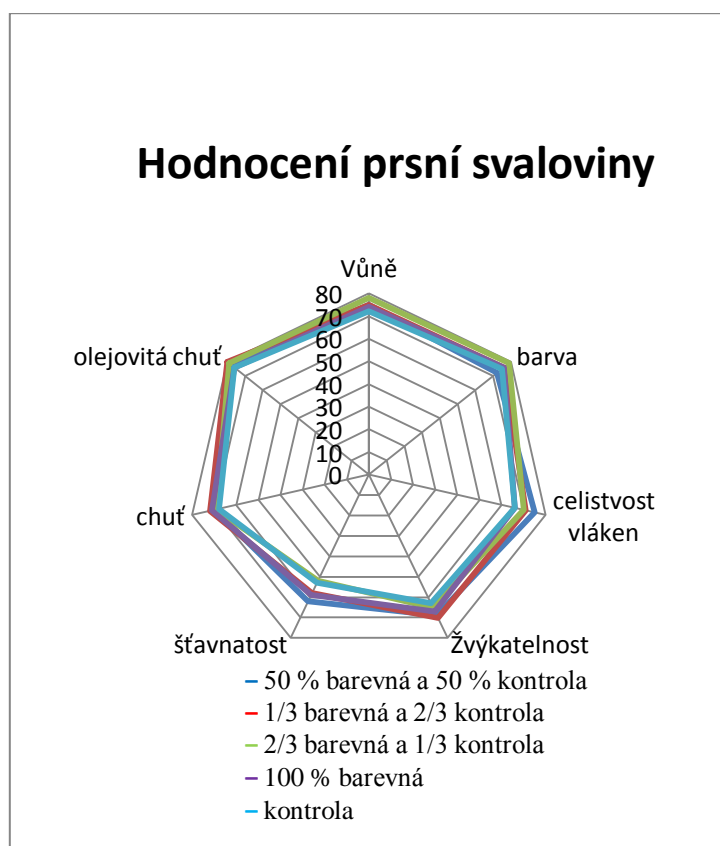 Hodnocení prsní svaloviny
Vůně
80
70
60
50
40
30
20
10
0
olejovitá chuť
barva
celistvost
vláken
chuť
šťavnatost
Žvýkatelnost
50 % barevná a 50 % kontrola
1/3 barevná a 2/3 kontrola
2/3 barevná a 1/3 kontrola
100 % barevná
kontrola